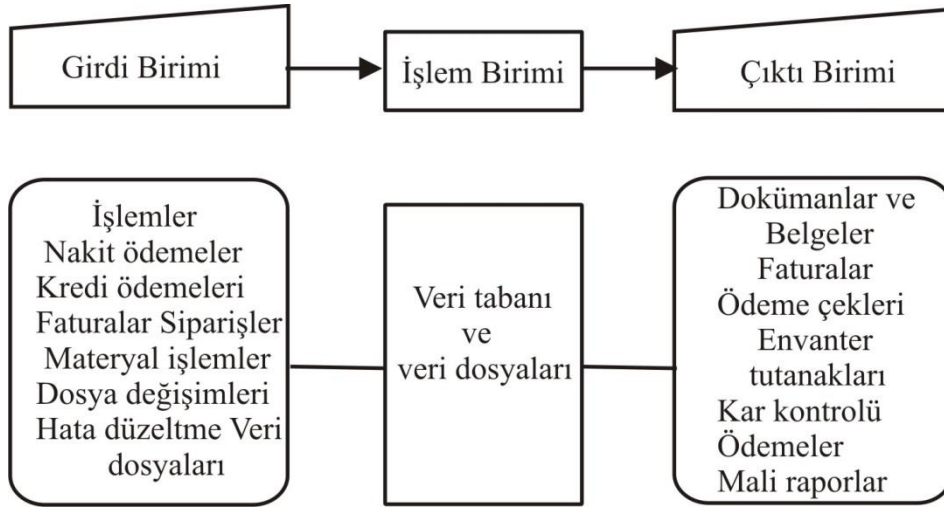 Girdi Birimi
İşlem Birimi
Çıktı Birimi
İşlemler
Nakit ödemeler
Kredi ödemeleri
Faturalar Siparişler
Materyal işlemler
Dosya değişimleri
Hata düzeltme Veri
dosyaları
Veri tabanı
ve
veri dosyaları
Dokümanlar ve
Belgeler
Faturalar
Ödeme çekleri
Envanter
tutanakları
Kar kontrolü
Ödemeler
Mali raporlar